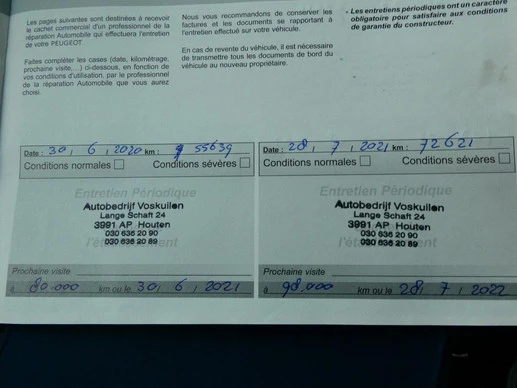 Les pages suivantes sont destinées à recevoir
le cachet commercial d'un professionnel de la
réparation Automobile qui effectuera l'entretien
de votre PEUGEOT.
Faites compléter les cases (date, kilométrage,
prochaine visite,...) ci-dessous, en fonction de
vos conditions d'utilisation, par le professionnel
de la réparation Automobile que vous aurez
choisi.
Nous vous recommandons de conserver les
factures et les documents se rapportant à
l'entretien effectué sur votre véhicule.
En cas de revente du véhicule, il est nécessaire
de transmettre tous les documents de bord du
véhicule au nouveau propriétaire.
- Les entretiens périodiques ont un caractère
obligatoire pour satisfaire aux conditions
de garantie du constructeur.
Date : 30 / 6 / 2020 km : 55639
Conditions normales Conditions sévères
Entretien Périodique
Autobedrijf Voskuilen
Lange Schaft 24
3991 AP Houten
030 636 20 90
030 636 20 89
Prochaine visite
à 80.000 km ou le 30 / 6 / 2021
Date : 28 / 7 / 2021 km : 72621
Conditions normales Conditions sévères
Entretien Périodique
Autobedrijf Voskuilen
Lange Schaft 24
3991 AP Houten
030 636 20 90
030 636 20 89
Prochaine visite
à 98.000 km ou le 28 / 7 / 2022